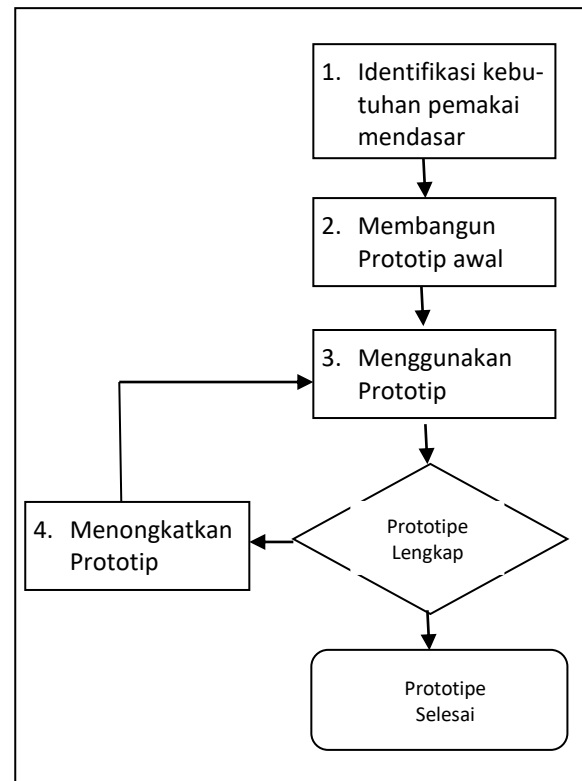 1. Identifikasi kebu-
tuhan pemakai
mendasar
2. Membangun
Prototip awal
3. Menggunakan
Prototip
4. Menongkatkan
Prototip
Prototipe
Lengkap
Prototipe
Selesai